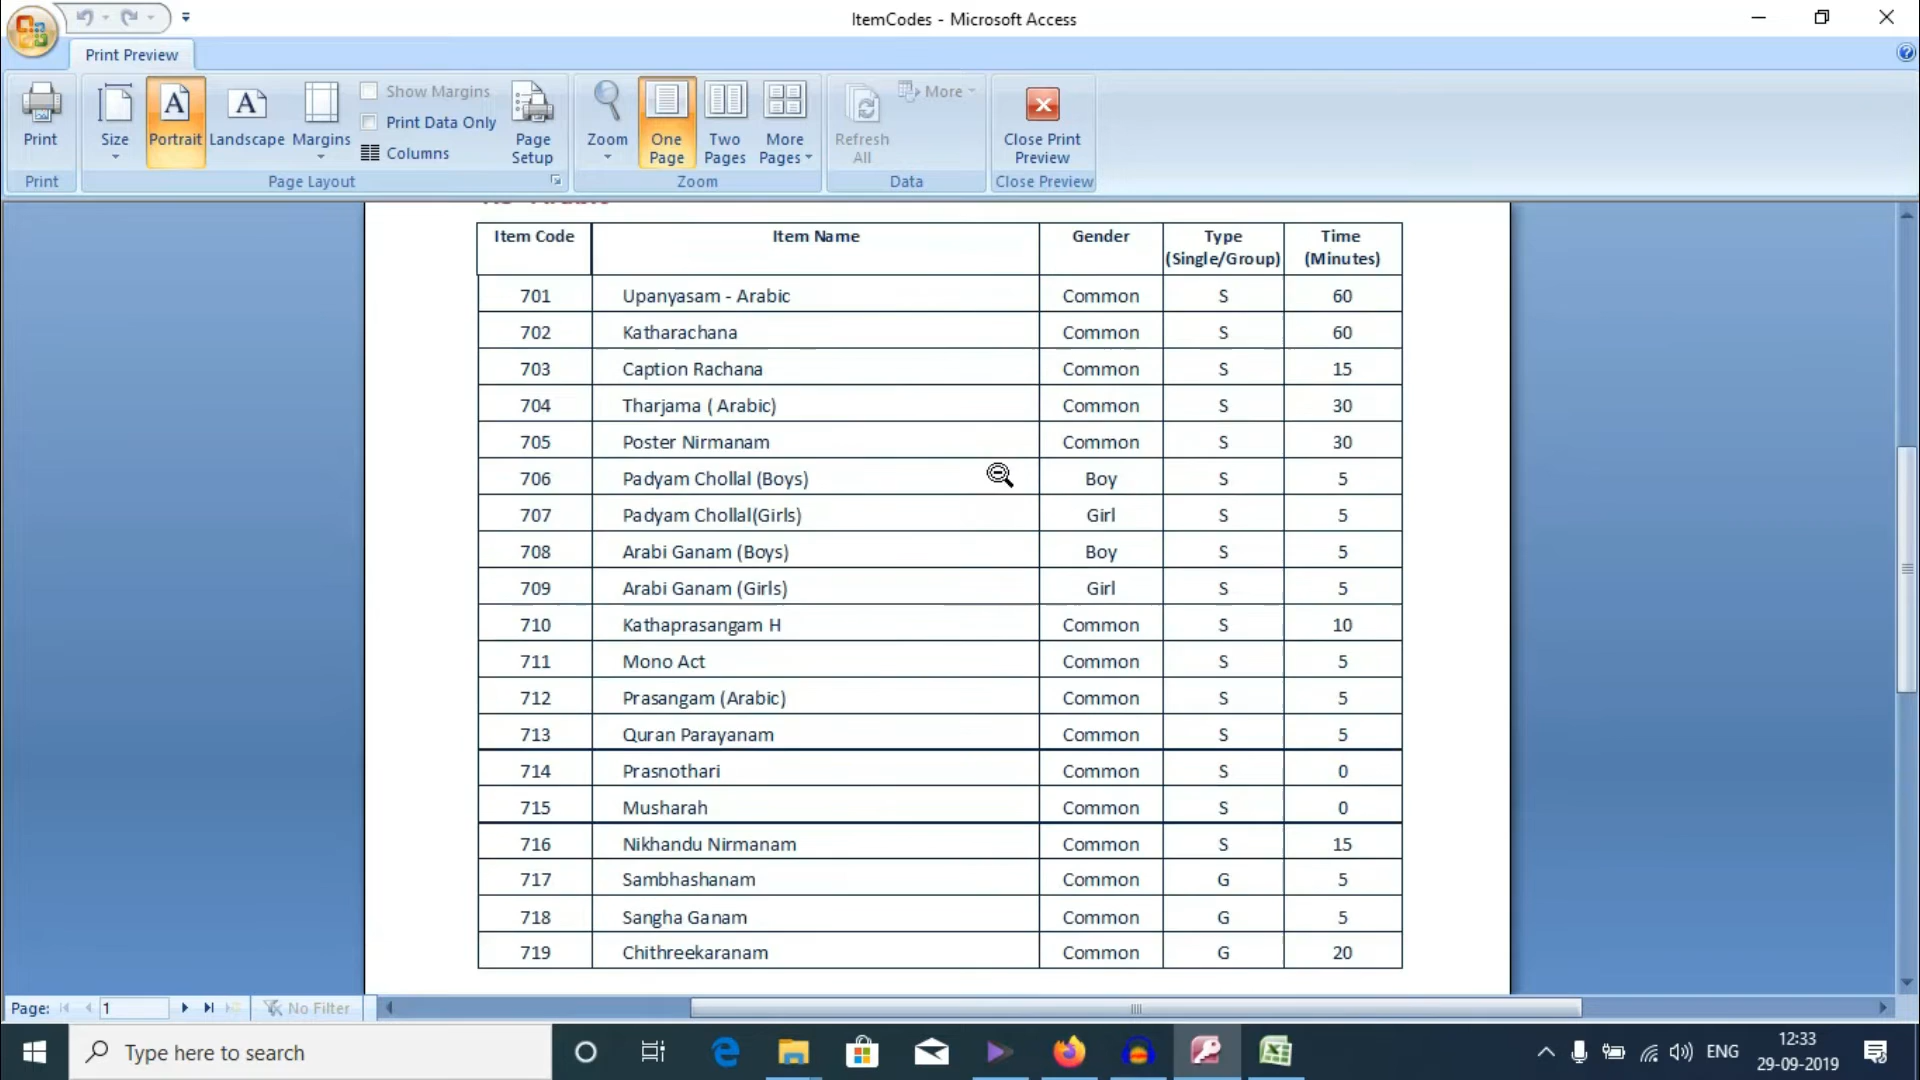 ItemCodes - Microsoft Access
Print Preview
Print
Size
Portrait
Landscape
Margins
Show Margins
Print Data Only
Columns
Page Setup
Zoom
One Page
Two Pages
More Pages
Refresh All
More
Close Print Preview
Print
Page Layout
Zoom
Data
Close Preview
Item Code Item Name Gender Type (Single/Group) Time (Minutes)
701 Upanyasam - Arabic Common S 60
702 Katharachana Common S 60
703 Caption Rachana Common S 15
704 Tharjama ( Arabic) Common S 30
705 Poster Nirmanam Common S 30
706 Padyam Chollal (Boys) Boy S 5
707 Padyam Chollal(Girls) Girl S 5
708 Arabi Ganam (Boys) Boy S 5
709 Arabi Ganam (Girls) Girl S 5
710 Kathaprasangam H Common S 10
711 Mono Act Common S 5
712 Prasangam (Arabic) Common S 5
713 Quran Parayanam Common S 5
714 Prasnothari Common S 0
715 Musharah Common S 0
716 Nikhandu Nirmanam Common S 15
717 Sambhashanam Common G 5
718 Sangha Ganam Common G 5
719 Chithreekaranam Common G 20
Page: 1 No Filter
Type here to search
ENG
12:33
29-09-2019